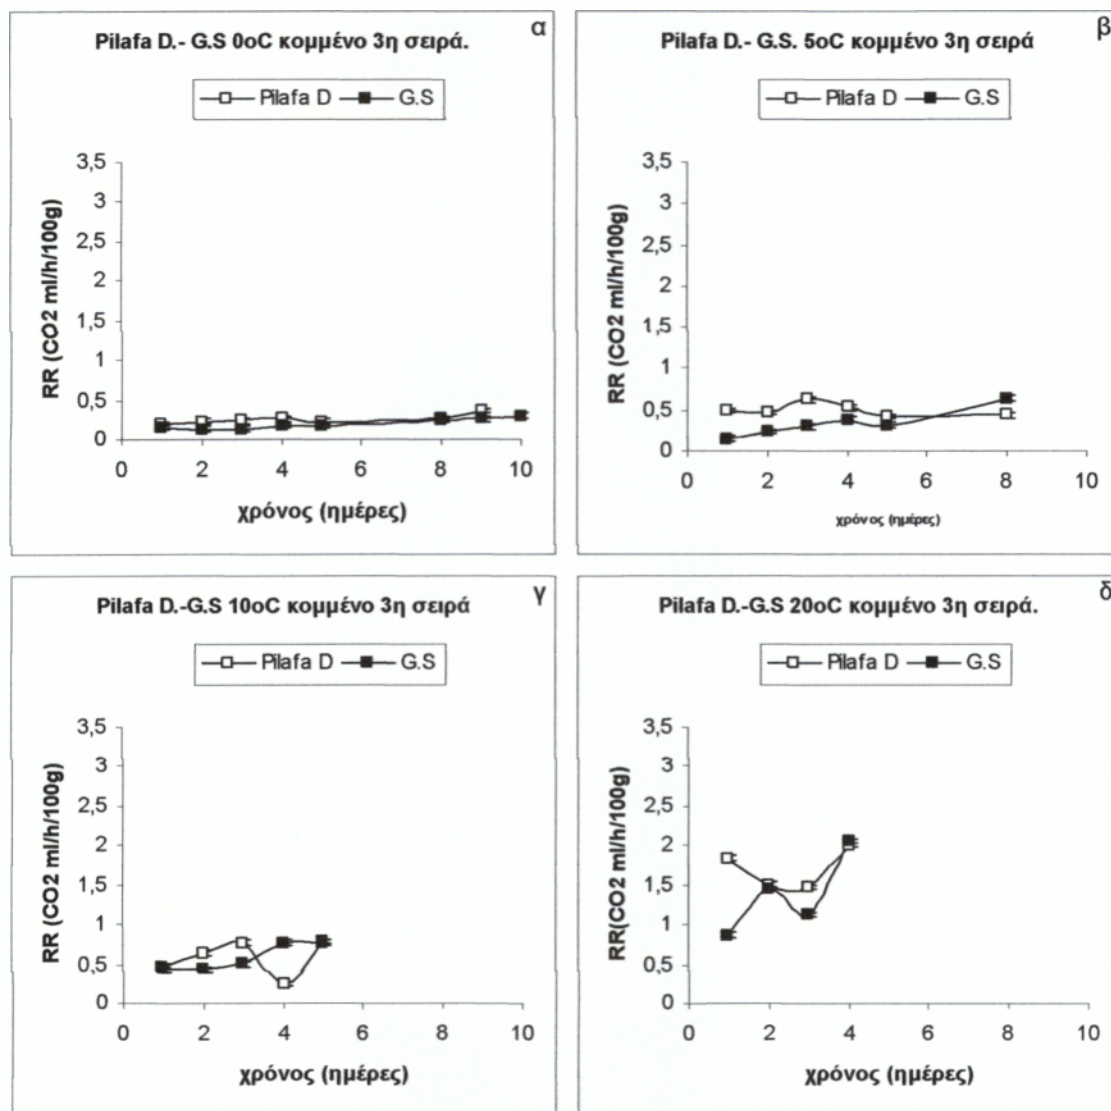 α
Pilafa D.- G.S 0οC κομμένο 3η σειρά.
Pilafa D G.S
RR (CO2 ml/h/100g)
3,5
3
2,5
2
1,5
1
0,5
0
0 2 4 6 8 10
χρόνος (ημέρες)
β
Pilafa D.- G.S. 5οC κομμένο 3η σειρά
Pilafa D G.S
RR (CO2 ml/h/100g)
3,5
3
2,5
2
1,5
1
0,5
0
0 2 4 6 8 10
χρόνος (ημέρες)
γ
Pilafa D.-G.S 10οC κομμένο 3η σειρά
Pilafa D G.S
RR (CO2 ml/h/100g)
3,5
3
2,5
2
1,5
1
0,5
0
0 2 4 6 8 10
χρόνος (ημέρες)
δ
Pilafa D.-G.S 20οC κομμένο 3η σειρά.
Pilafa D G.S
RR(CO2 ml/h/100g)
3,5
3
2,5
2
1,5
1
0,5
0
0 2 4 6 8 10
χρόνος (ημέρες)